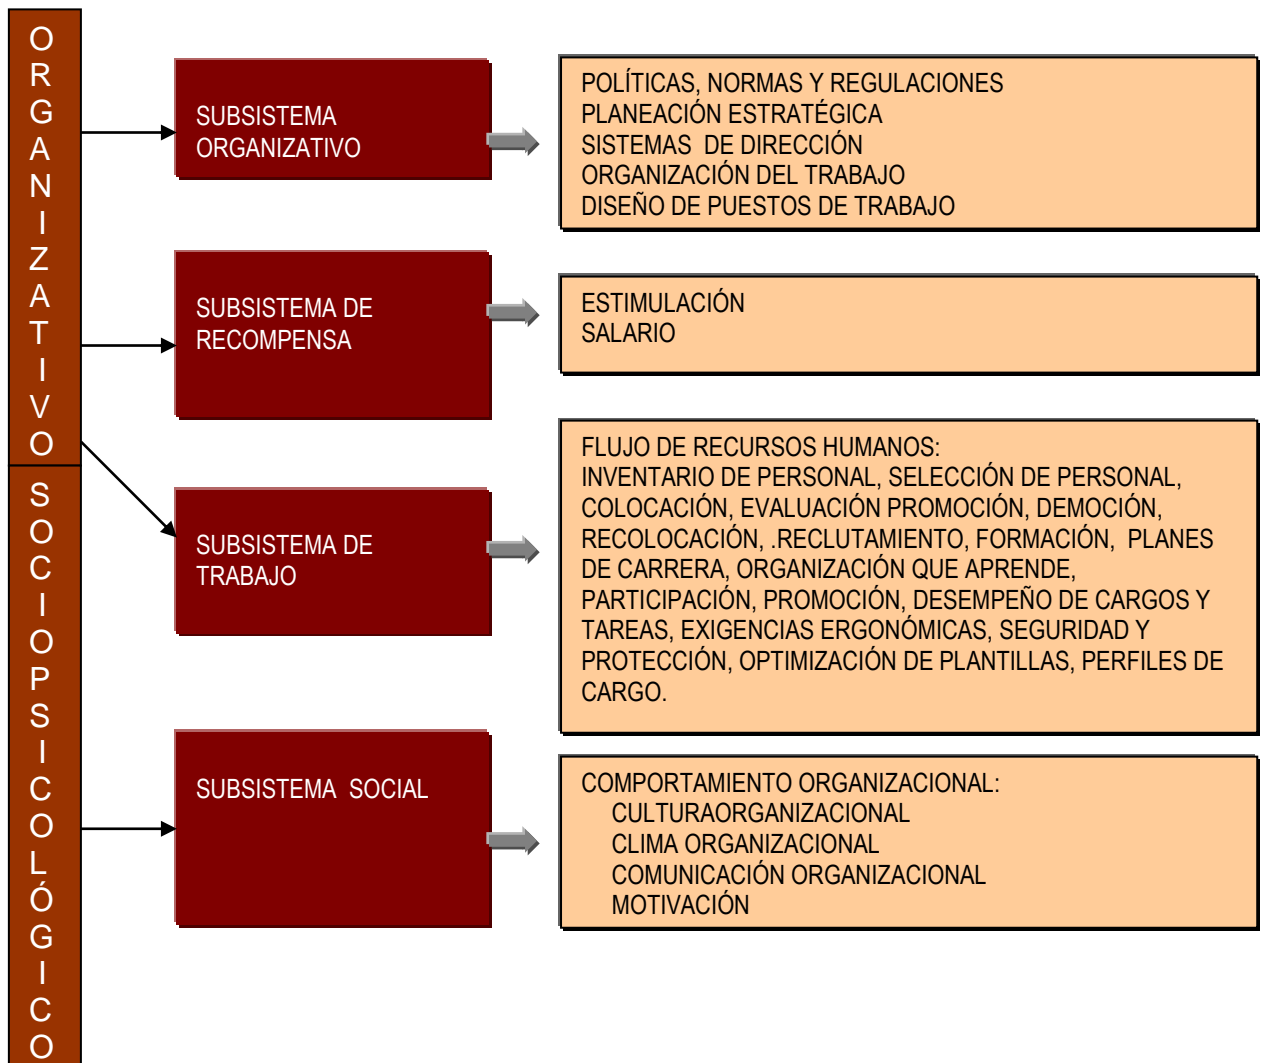 ORGANIZATIVO
SOCIOPSICOLÓGICO
SUBSISTEMA
ORGANIZATIVO
POLÍTICAS, NORMAS Y REGULACIONES
PLANEACIÓN ESTRATÉGICA
SISTEMAS  DE DIRECCIÓN
ORGANIZACIÓN DEL TRABAJO
DISEÑO DE PUESTOS DE TRABAJO
SUBSISTEMA DE
RECOMPENSA
ESTIMULACIÓN
SALARIO
SUBSISTEMA DE
TRABAJO
FLUJO DE RECURSOS HUMANOS:
INVENTARIO DE PERSONAL, SELECCIÓN DE PERSONAL,
COLOCACIÓN, EVALUACIÓN PROMOCIÓN, DEMOCIÓN,
RECOLOCACIÓN, .RECLUTAMIENTO, FORMACIÓN,  PLANES
DE CARRERA, ORGANIZACIÓN QUE APRENDE,
PARTICIPACIÓN, PROMOCIÓN, DESEMPEÑO DE CARGOS Y
TAREAS, EXIGENCIAS ERGONÓMICAS, SEGURIDAD Y
PROTECCIÓN, OPTIMIZACIÓN DE PLANTILLAS, PERFILES DE
CARGO.
SUBSISTEMA  SOCIAL
COMPORTAMIENTO ORGANIZACIONAL:
CULTURAORGANIZACIONAL
CLIMA ORGANIZACIONAL
COMUNICACIÓN ORGANIZACIONAL
MOTIVACIÓN